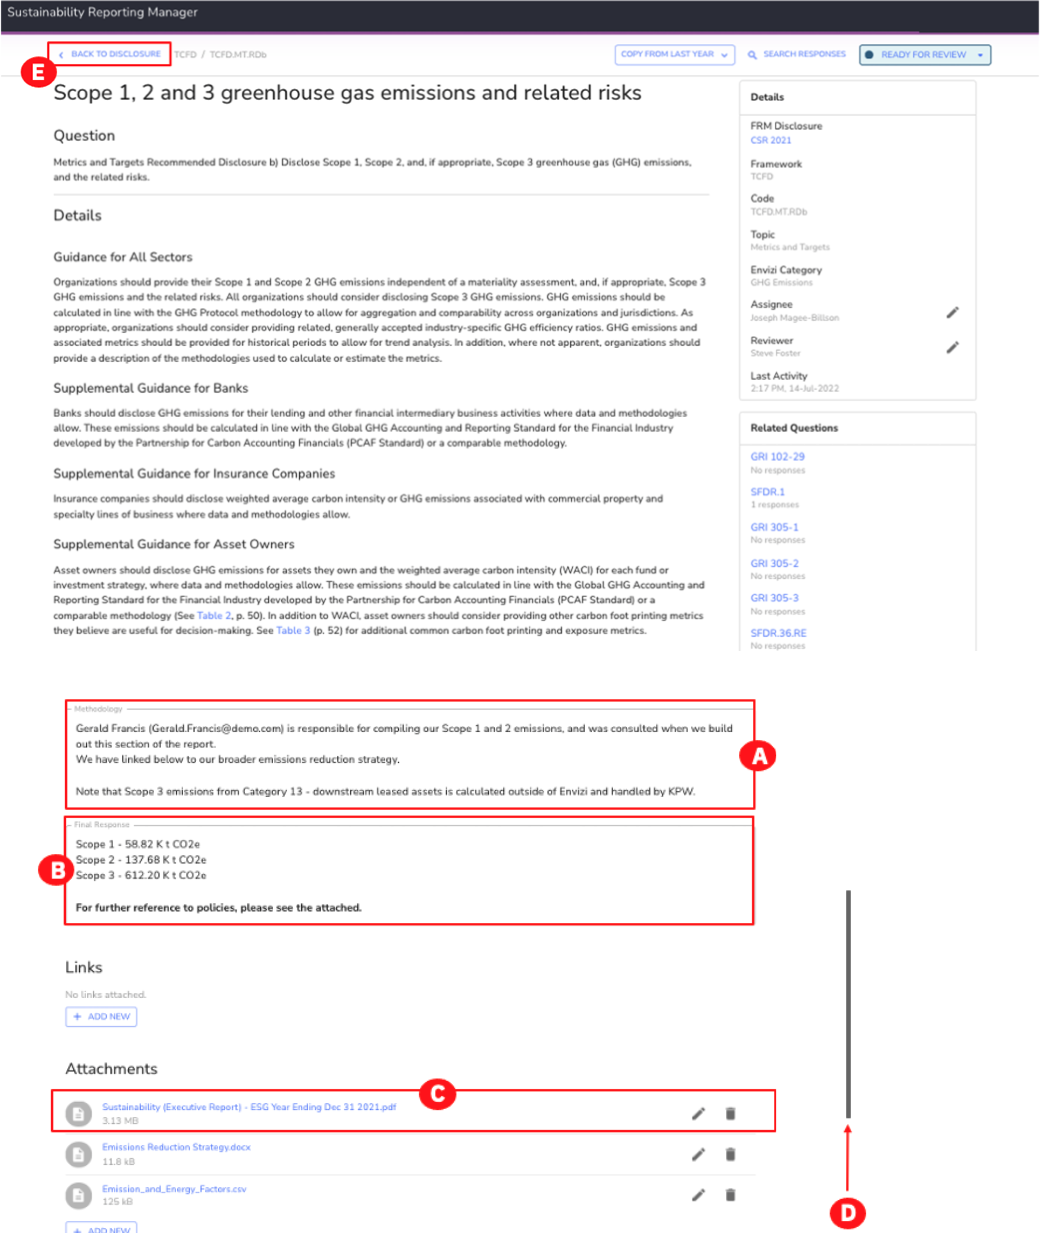 Sustainability Reporting Manager
E
BACK TO DISCLOSURE TCFD / TCFD.MT.RDb
COPY FROM LAST YEAR
SEARCH RESPONSES
READY FOR REVIEW
Scope 1, 2 and 3 greenhouse gas emissions and related risks
Question
Metrics and Targets Recommended Disclosure b) Disclose Scope 1, Scope 2, and, if appropriate, Scope 3 greenhouse gas (GHG) emissions,
and the related risks.
Details
Guidance for All Sectors
Organizations should provide their Scope 1 and Scope 2 GHG emissions independent of a materiality assessment, and, if appropriate, Scope 3
GHG emissions and the related risks. All organizations should consider disclosing Scope 3 GHG emissions. GHG emissions should be
calculated in line with the GHG Protocol methodology to allow for aggregation and comparability across organizations and jurisdictions. As
appropriate, organizations should consider providing related, generally accepted industry-specific GHG efficiency ratios. GHG emissions and
associated metrics should be provided for historical periods to allow for trend analysis. In addition, where not apparent, organizations should
provide a description of the methodologies used to calculate or estimate the metrics.
Supplemental Guidance for Banks
Banks should disclose GHG emissions for their lending and other financial intermediary business activities where data and methodologies
allow. These emissions should be calculated in line with the Global GHG Accounting and Reporting Standard for the Financial Industry
developed by the Partnership for Carbon Accounting Financials (PCAF Standard) or a comparable methodology.
Supplemental Guidance for Insurance Companies
Insurance companies should disclose weighted average carbon intensity or GHG emissions associated with commercial property and
specialty lines of business where data and methodologies allow.
Supplemental Guidance for Asset Owners
Asset owners should disclose GHG emissions for assets they own and the weighted average carbon intensity (WACI) for each fund or
investment strategy, where data and methodologies allow. These emissions should be calculated in line with the Global GHG Accounting and
Reporting Standard for the Financial Industry developed by the Partnership for Carbon Accounting Financials (PCAF Standard) or a
comparable methodology (See Table 2, p. 50). In addition to WACI, asset owners should consider providing other carbon foot printing metrics
they believe are useful for decision-making. See Table 3 (p. 52) for additional common carbon foot printing and exposure metrics.
Details
FRM Disclosure
CSR 2021
Framework
TCFD
Code
TCFD.MT.RDb
Topic
Metrics and Targets
Envizi Category
GHG Emissions
Assignee
Joseph Magee-Billson
Reviewer
Steve Foster
Last Activity
2:17 PM, 14-Jul-2022
Related Questions
GRI 102-29
No responses
SFDR.1
1 responses
GRI 305-1
No responses
GRI 305-2
No responses
GRI 305-3
No responses
SFDR.36.RE
No responses
Methodology
Gerald Francis (Gerald.Francis@demo.com) is responsible for compiling our Scope 1 and 2 emissions, and was consulted when we build
out this section of the report.
We have linked below to our broader emissions reduction strategy.
Note that Scope 3 emissions from Category 13 - downstream leased assets is calculated outside of Envizi and handled by KPW.
A
Final Response
Scope 1 - 58.82 K t CO2e
Scope 2 - 137.68 K t CO2e
Scope 3 - 612.20 K t CO2e
For further reference to policies, please see the attached.
B
Links
No links attached.
+ ADD NEW
Attachments
C
Sustainability (Executive Report) - ESG Year Ending Dec 31 2021.pdf
3.13 MB
Emissions Reduction Strategy.docx
11.8 kB
Emission_and_Energy_Factors.csv
125 kB
+ ADD NEW
D